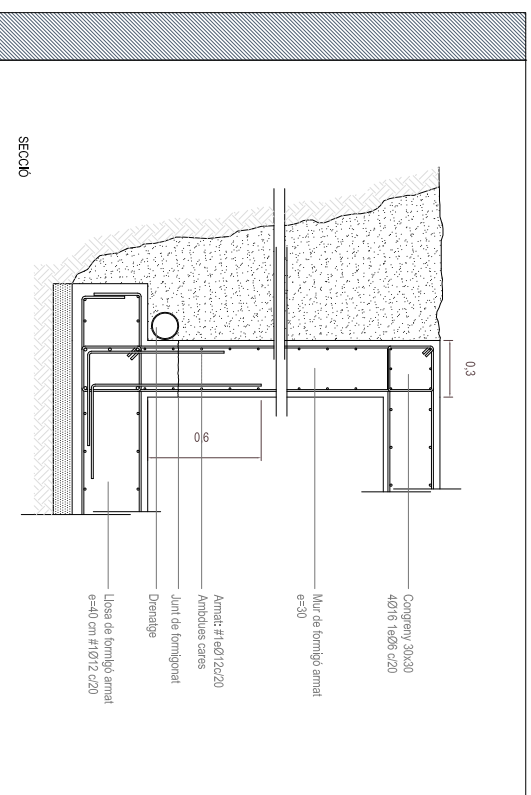 SECCIÓ
0,3
0,6
Congreny 30x30
4Ø16 1eØ6 c/20
Mur de formigó armat
e=30
Armat: #1eØ12c/20
Ambdues cares
Junt de formigonat
Drenatge
Llosa de formigó armat
e=40 cm #1Ø12 c/20